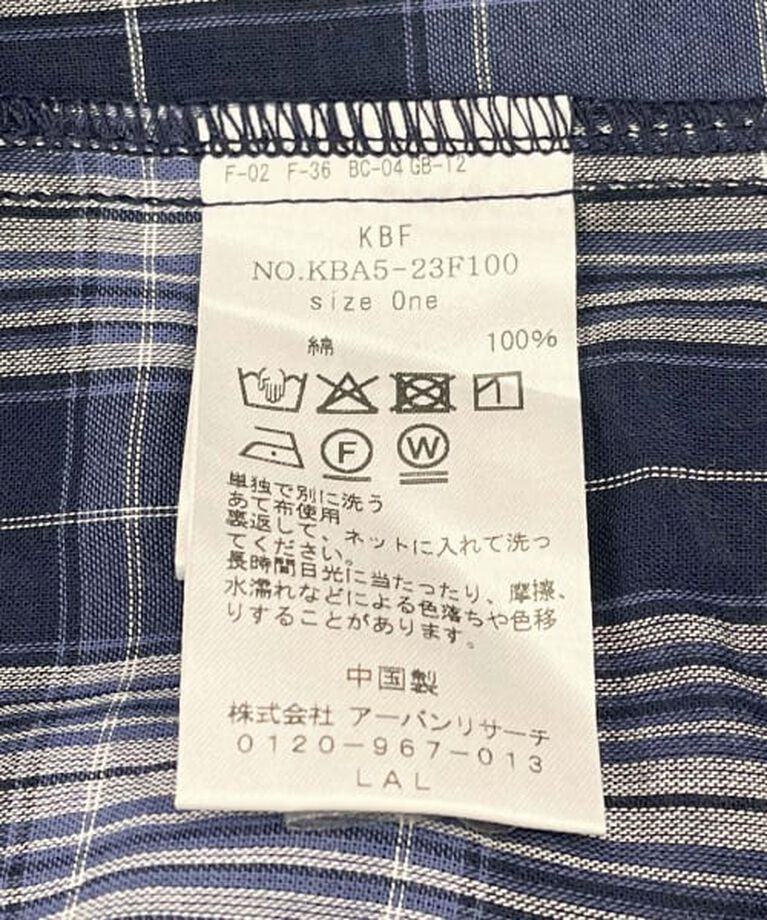 F-02 F-36 BC-04 GB-12
KBF
NO.KBA5-23F100
size One
綿 100%
1
F W
単独で別に洗う
あて布使用
裏返して、ネットに入れて洗っ
てください。
長時間日光に当たったり、摩擦、
水濡れなどによる色落ちや色移
りすることがあります。
中国製
株式会社 アーバンリサーチ
0120-967-013
LAL